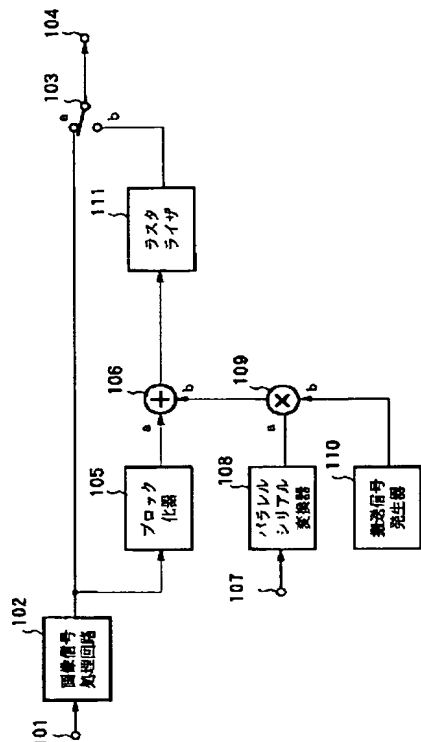 101
102
画像信号
処理回路
103
a
b
104
105
ブロック
化器
106
a
b
107
108
パラレル
シリアル
変換器
109
a
b
110
搬送信号
発生器
111
ラスタ
ライザ